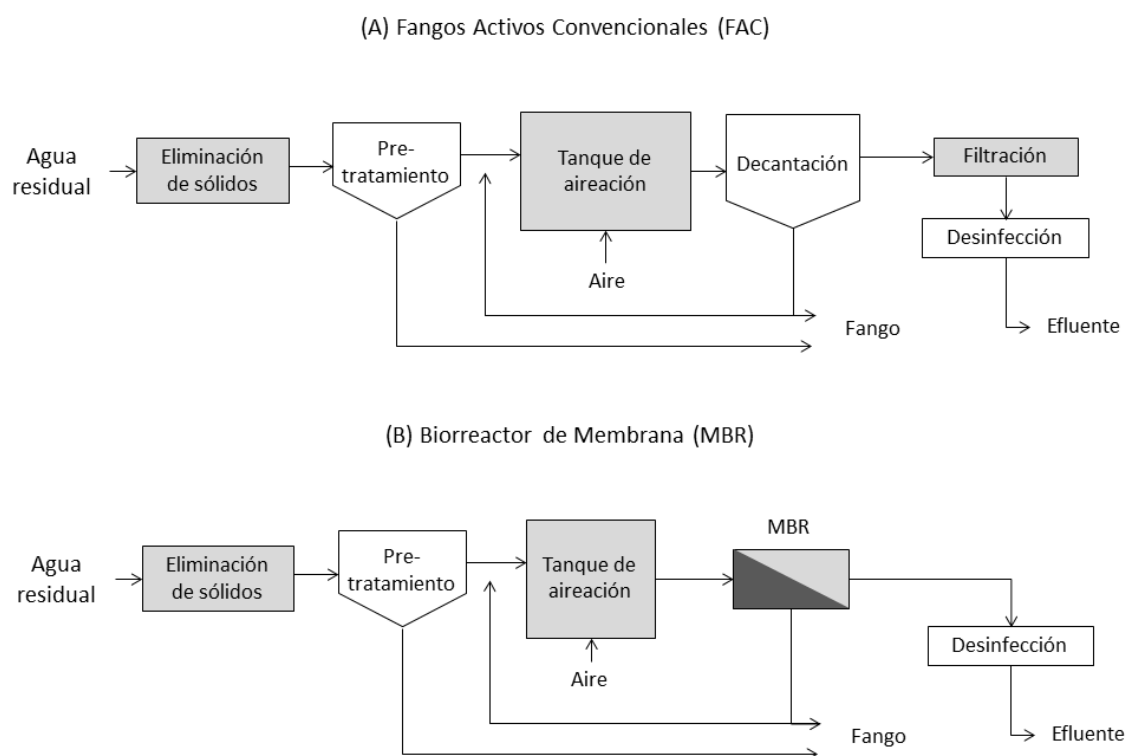 (A) Fangos Activos Convencionales (FAC)
Agua
residual
Eliminación
de sólidos
Pre-
tratamiento
Tanque de
aireación
Decantación
Filtración
Desinfección
Aire
Fango
Efluente
(B) Biorreactor de Membrana (MBR)
Agua
residual
Eliminación
de sólidos
Pre-
tratamiento
Tanque de
aireación
MBR
Desinfección
Aire
Fango
Efluente